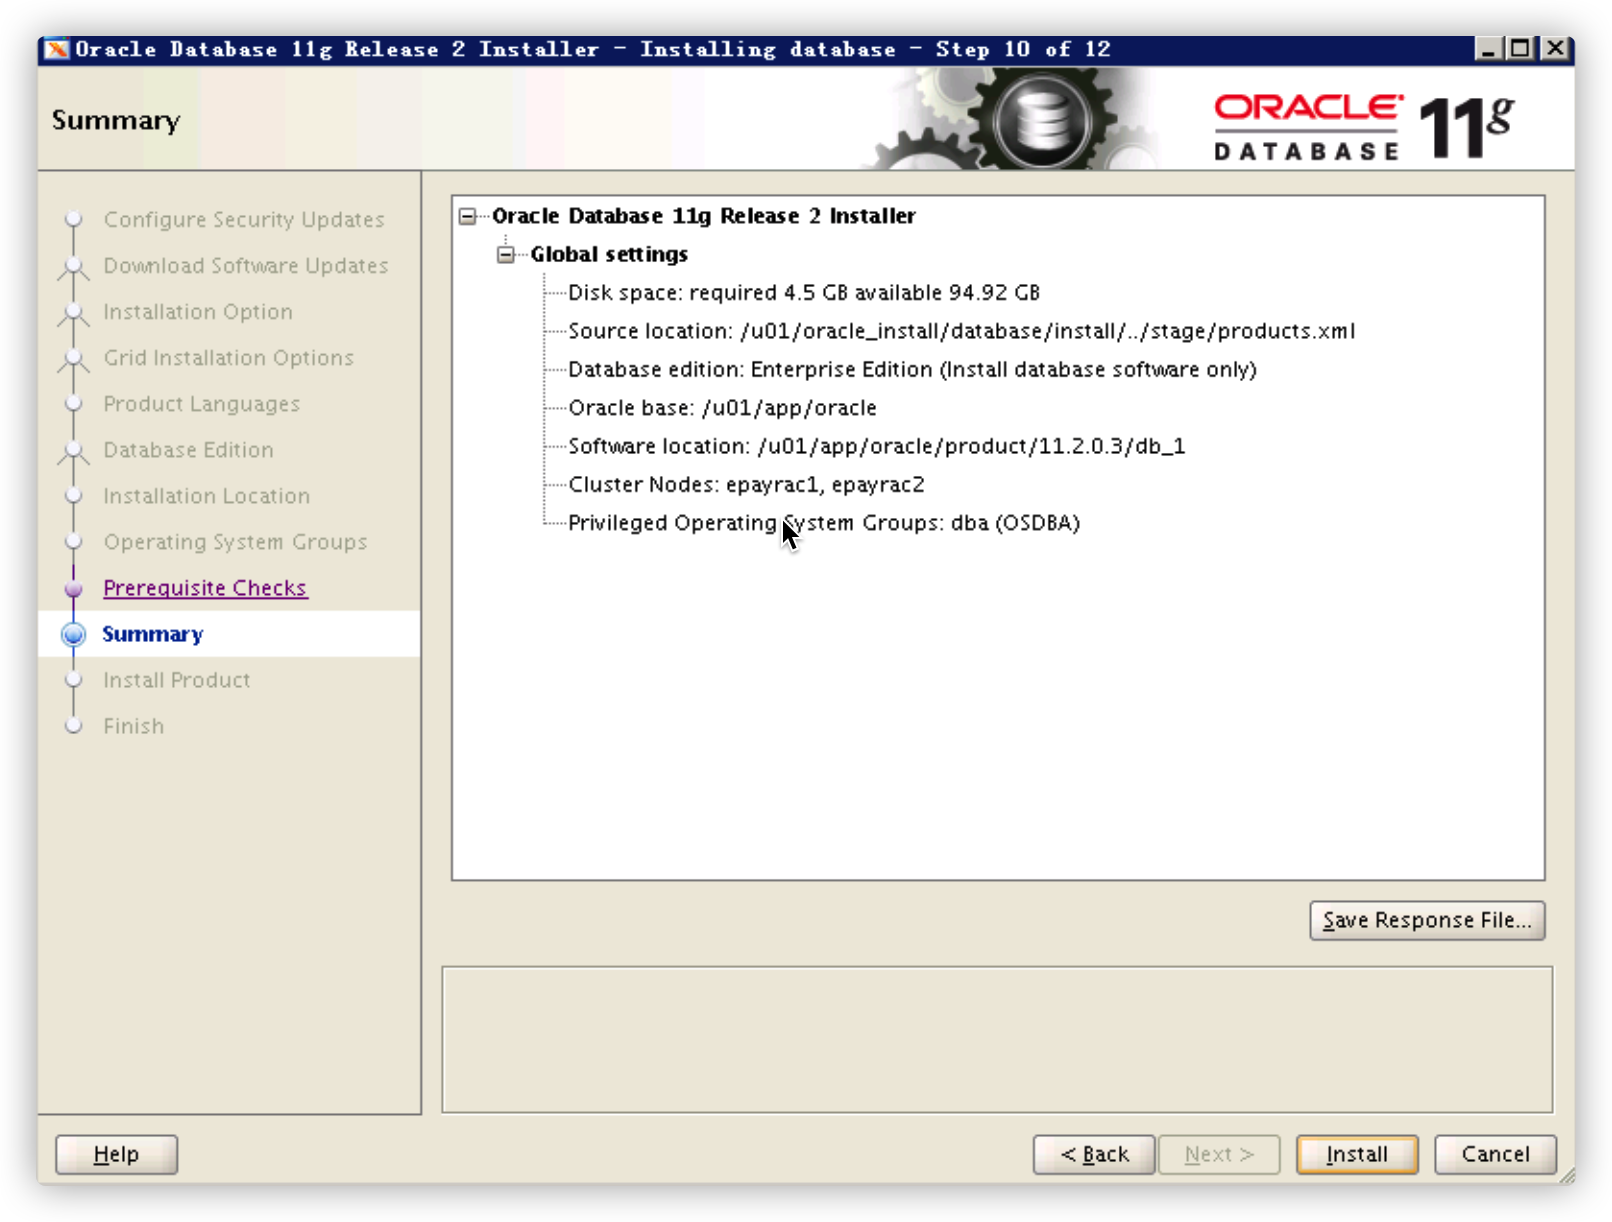 Oracle Database 11g Release 2 Installer - Installing database - Step 10 of 12
Summary
ORACLE
DATABASE
11g
Configure Security Updates
Download Software Updates
Installation Option
Grid Installation Options
Product Languages
Database Edition
Installation Location
Operating System Groups
Prerequisite Checks
Summary
Install Product
Finish
Oracle Database 11g Release 2 Installer
Global settings
Disk space: required 4.5 GB available 94.92 GB
Source location: /u01/oracle_install/database/install/../stage/products.xml
Database edition: Enterprise Edition (Install database software only)
Oracle base: /u01/app/oracle
Software location: /u01/app/oracle/product/11.2.0.3/db_1
Cluster Nodes: epayrac1, epayrac2
Privileged Operating System Groups: dba (OSDBA)
Save Response File...
Help
< Back
Next >
Install
Cancel